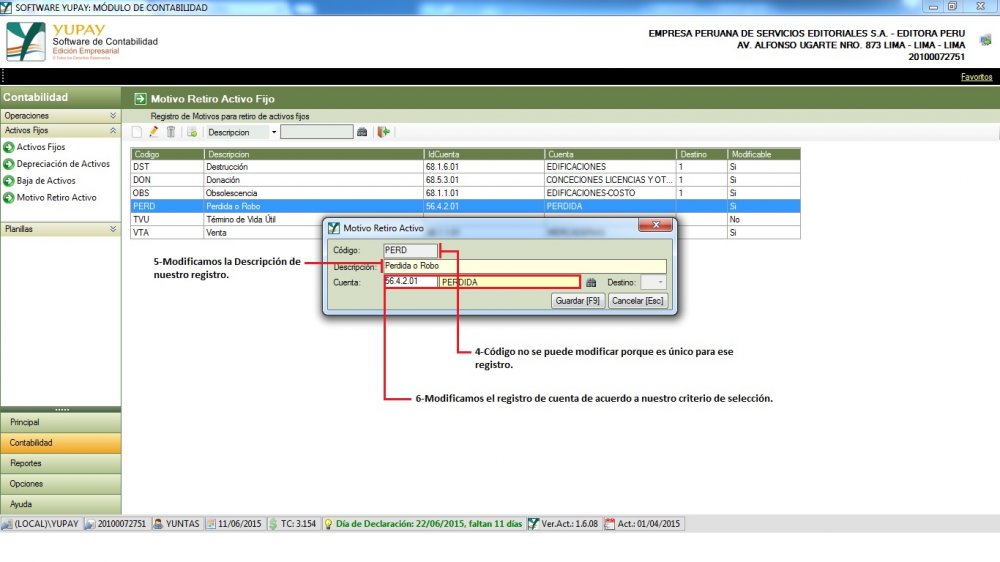 SOFTWARE YUPAY: MÓDULO DE CONTABILIDAD
YUPAY
Software de Contabilidad
Edición Empresarial
EMPRESA PERUANA DE SERVICIOS EDITORIALES S.A. - EDITORA PERU
AV. ALFONSO UGARTE NRO. 873 LIMA - LIMA - LIMA
20100072751
Favoritos
Contabilidad
Motivo Retiro Activo Fijo
Operaciones
Registro de Motivos para retiro de activos fijos
Activos Fijos
Descripcion
Activos Fijos
Depreciación de Activos
Baja de Activos
Motivo Retiro Activo
Planillas
Codigo Descripcion IdCuenta Cuenta Destino Modificable
DST Destrucción 68.1.6.01 EDIFICACIONES 1 Si
DON Donación 68.5.3.01 CONCECIONES LICENCIAS Y OT... 1 Si
OBS Obsolescencia 68.1.1.01 EDIFICACIONES-COSTO 1 Si
PERD Perdida o Robo 56.4.2.01 PERDIDA Si
TVU Término de Vida Útil No
VTA Venta Si
Motivo Retiro Activo
Código: PERD
Descripción: Perdida o Robo
Cuenta: 56.4.2.01 PERDIDA Destino:
Guardar [F9] Cancelar [Esc]
5-Modificamos la Descripción de
nuestro registro.
4-Código no se puede modificar porque es único para ese
registro.
6-Modificamos el registro de cuenta de acuerdo a nuestro criterio de selección.
Principal
Contabilidad
Reportes
Opciones
Ayuda
(LOCAL)\YUPAY 20100072751 YUNTAS 11/06/2015 TC: 3.154 Día de Declaración: 22/06/2015, faltan 11 días Ver.Act.: 1.6.08 Act.: 01/04/2015